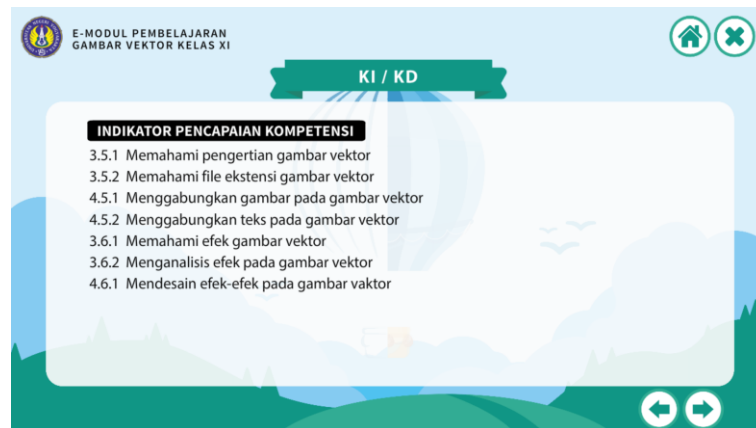 E-MODUL PEMBELAJARAN
GAMBAR VEKTOR KELAS XI
KI / KD
INDIKATOR PENCAPAIAN KOMPETENSI
3.5.1 Memahami pengertian gambar vektor
3.5.2 Memahami file ekstensi gambar vektor
4.5.1 Menggabungkan gambar pada gambar vektor
4.5.2 Menggabungkan teks pada gambar vektor
3.6.1 Memahami efek gambar vektor
3.6.2 Menganalisis efek pada gambar vektor
4.6.1 Mendesain efek-efek pada gambar vaktor